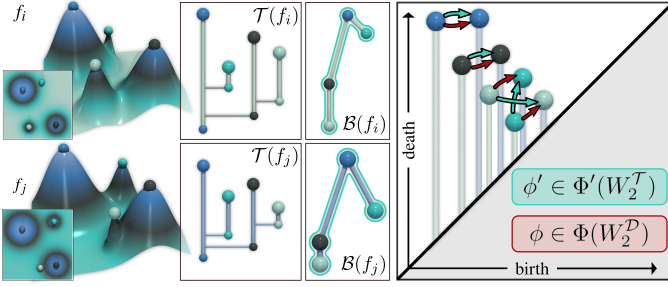 f_i
𝒯(f_i)
ℬ(f_i)
f_j
𝒯(f_j)
ℬ(f_j)
death
birth
ϕ′ ∈ Φ′(W_2^𝒯)
ϕ ∈ Φ(W_2^𝒟)